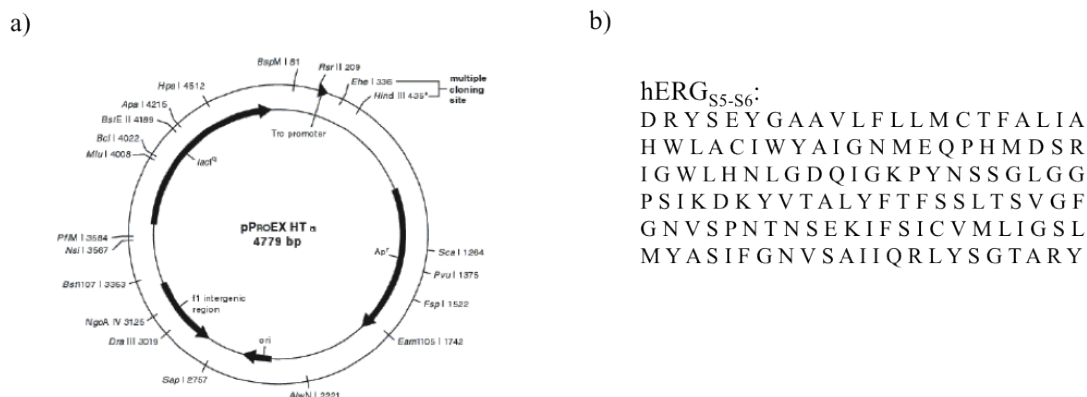 a)
b)
BspM I 81
Rsr II 209
Ehe I 336
Hind III 435*
multiple
cloning
site
Hpa I 4512
Apa I 4215
BstE II 4189
Bcl I 4022
Mlu I 4008
Trc promoter
lacIq
pPROEX HT a
4779 bp
Apr
PflM I 3584
Nsi I 3567
Sca I 1264
Pvu I 1375
Fsp I 1522
Eam1105 I 1742
Bst1107 I 3363
f1 intergenic
region
NgoA IV 3125
Dra III 3019
ori
Sap I 2757
AlwN I 2221
hERGS5-S6:
D R Y S E Y G A A V L F L L M C T F A L I A
H W L A C I W Y A I G N M E Q P H M D S R
I G W L H N L G D Q I G K P Y N S S G L G G
P S I K D K Y V T A L Y F T F S S L T S V G F
G N V S P N T N S E K I F S I C V M L I G S L
M Y A S I F G N V S A I I Q R L Y S G T A R Y